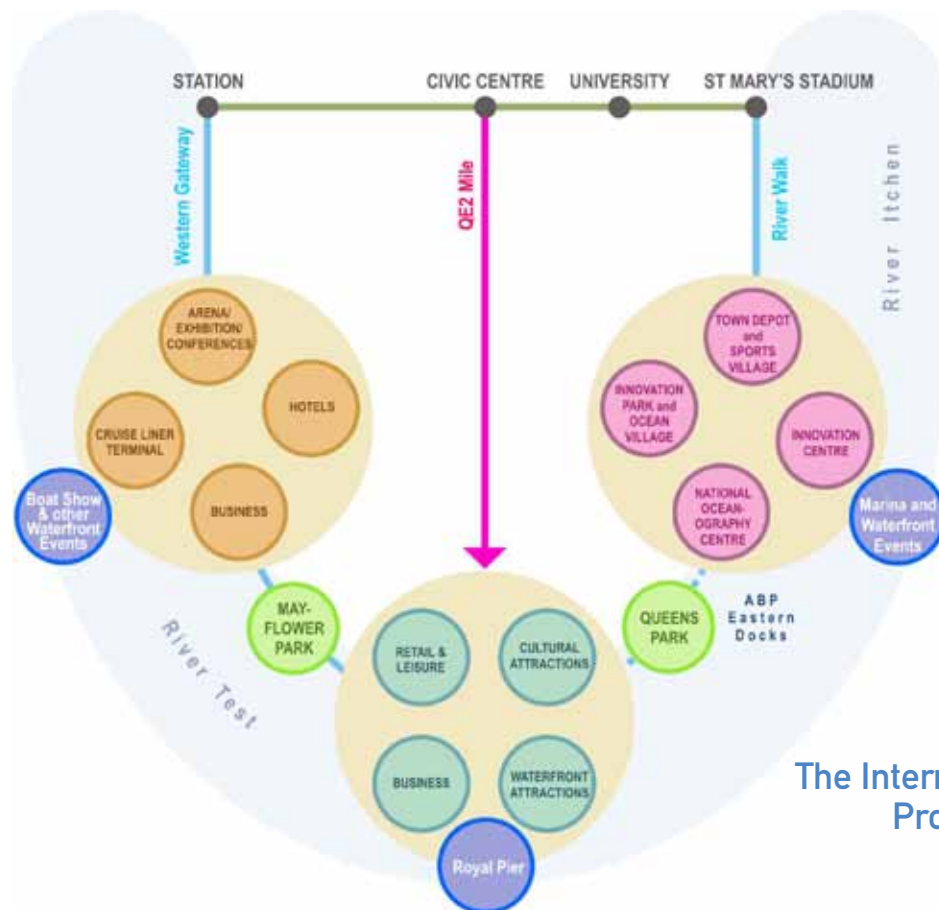 STATION
CIVIC CENTRE
UNIVERSITY
ST MARY'S STADIUM
Western Gateway
QE2 Mile
River Walk
River Itchen
ARENA/
EXHIBITION/
CONFERENCES
HOTELS
CRUISE LINER
TERMINAL
BUSINESS
Boat Show
& other
Waterfront
Events
TOWN DEPOT
and
SPORTS
VILLAGE
INNOVATION
PARK and
OCEAN
VILLAGE
INNOVATION
CENTRE
NATIONAL
OCEAN-
OGRAPHY
CENTRE
Marina and
Waterfront
Events
MAY-
FLOWER
PARK
QUEENS
PARK
ABP
Eastern
Docks
River Test
RETAIL &
LEISURE
CULTURAL
ATTRACTIONS
BUSINESS
WATERFRONT
ATTRACTIONS
Royal Pier
The